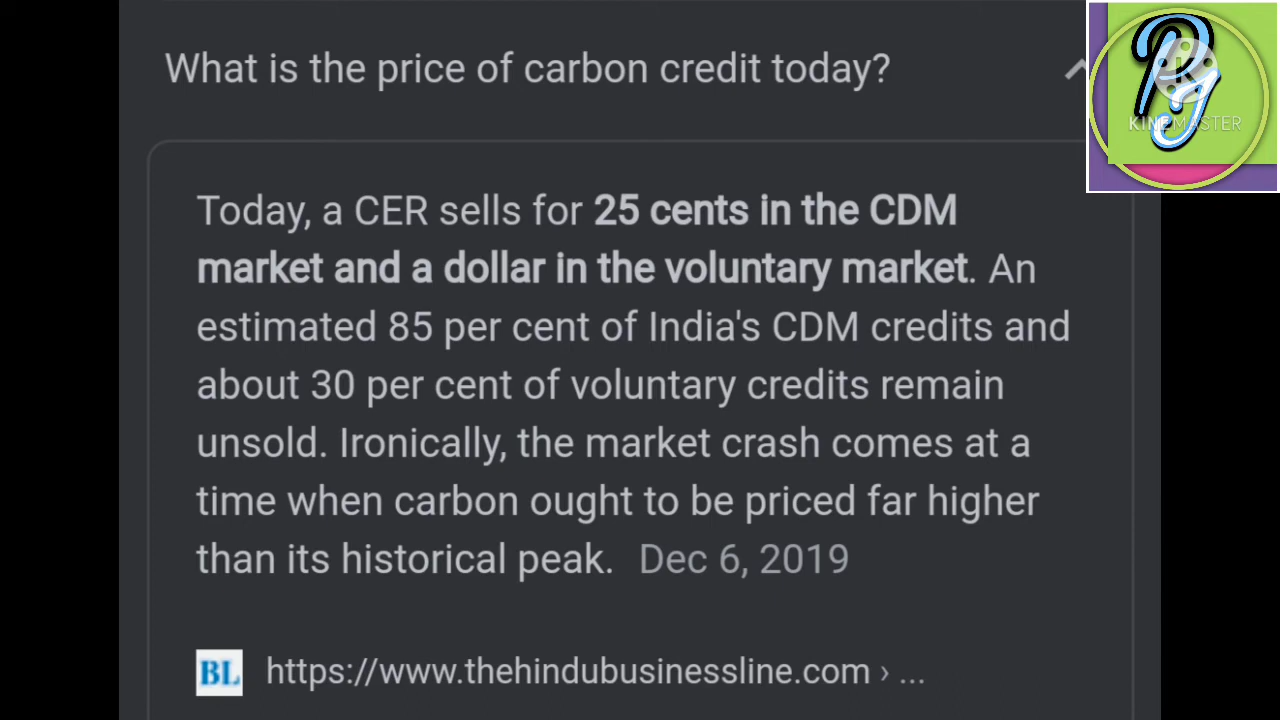 What is the price of carbon credit today?
Today, a CER sells for 25 cents in the CDM
market and a dollar in the voluntary market. An
estimated 85 per cent of India's CDM credits and
about 30 per cent of voluntary credits remain
unsold. Ironically, the market crash comes at a
time when carbon ought to be priced far higher
than its historical peak. Dec 6, 2019
BL https://www.thehindubusinessline.com › ...
KINEMASTER